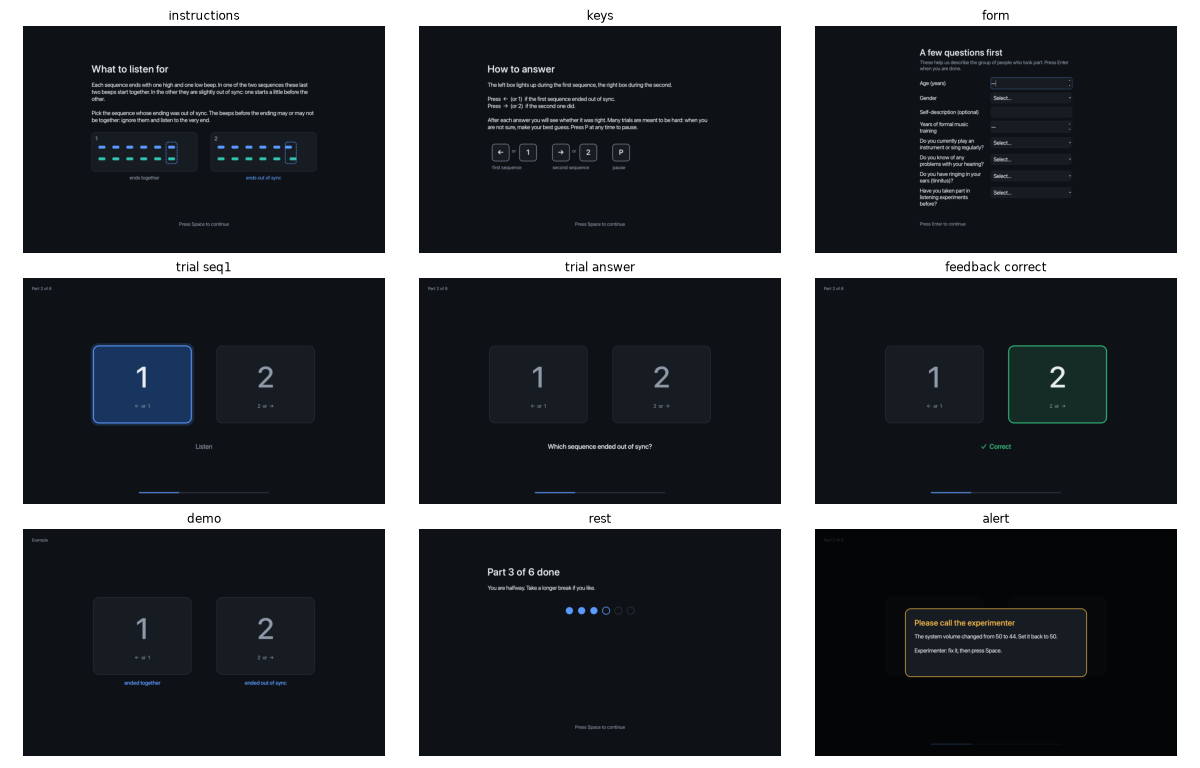 instructions
What to listen for
Each sequence ends with one high and one low beep. In one of the two sequences these last
two beeps start together. In the other they are slightly out of sync: one starts a little before the
other.
Pick the sequence whose ending was out of sync. The beeps before the ending may or may not
be together: ignore them and listen to the very end.
1
2
ends together
ends out of sync
Press Space to continue
keys
How to answer
The left box lights up during the first sequence, the right box during the second.
Press ← (or 1) if the first sequence ended out of sync.
Press → (or 2) if the second one did.
After each answer you will see whether it was right. Many trials are meant to be hard: when you
are not sure, make your best guess. Press P at any time to pause.
← or 1
→ or 2
P
first sequence
second sequence
pause
Press Space to continue
form
A few questions first
These help us describe the group of people who took part. Press Enter
when you are done.
Age (years)
—
Gender
Select...
Self-description (optional)
Years of formal music
training
—
Do you currently play an
instrument or sing regularly?
Select...
Do you know of any
problems with your hearing?
Select...
Do you have ringing in your
ears (tinnitus)?
Select...
Have you taken part in
listening experiments
before?
Select...
Press Enter to continue
trial seq1
Part 2 of 6
1
← or 1
2
2 or →
Listen
trial answer
Part 2 of 6
1
← or 1
2
2 or →
Which sequence ended out of sync?
feedback correct
Part 2 of 6
1
← or 1
2
2 or →
✓ Correct
demo
Example
1
← or 1
2
2 or →
ended together
ended out of sync
rest
Part 3 of 6 done
You are halfway. Take a longer break if you like.
Press Space to continue
alert
Please call the experimenter
The system volume changed from 50 to 44. Set it back to 50.
Experimenter: fix it, then press Space.